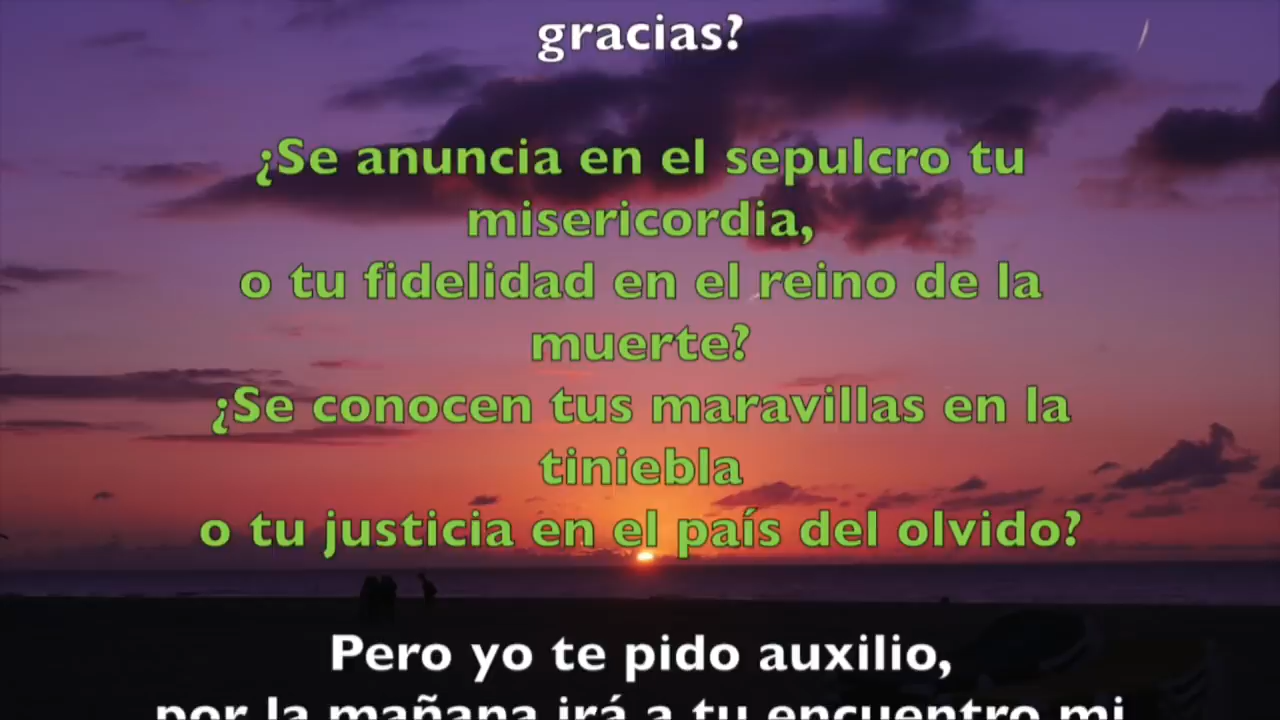 gracias?
¿Se anuncia en el sepulcro tu
misericordia,
o tu fidelidad en el reino de la
muerte?
¿Se conocen tus maravillas en la
tiniebla
o tu justicia en el país del olvido?
Pero yo te pido auxilio,
por la mañana irá a tu encuentro mi